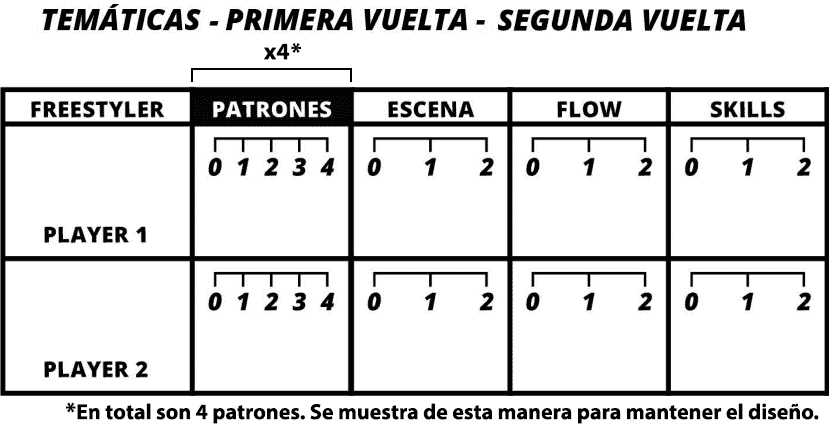 TEMÁTICAS - PRIMERA VUELTA - SEGUNDA VUELTA
x4*
FREESTYLER PATRONES ESCENA FLOW SKILLS
0 1 2 3 4 0 1 2 0 1 2 0 1 2
PLAYER 1
0 1 2 3 4 0 1 2 0 1 2 0 1 2
PLAYER 2
*En total son 4 patrones. Se muestra de esta manera para mantener el diseño.